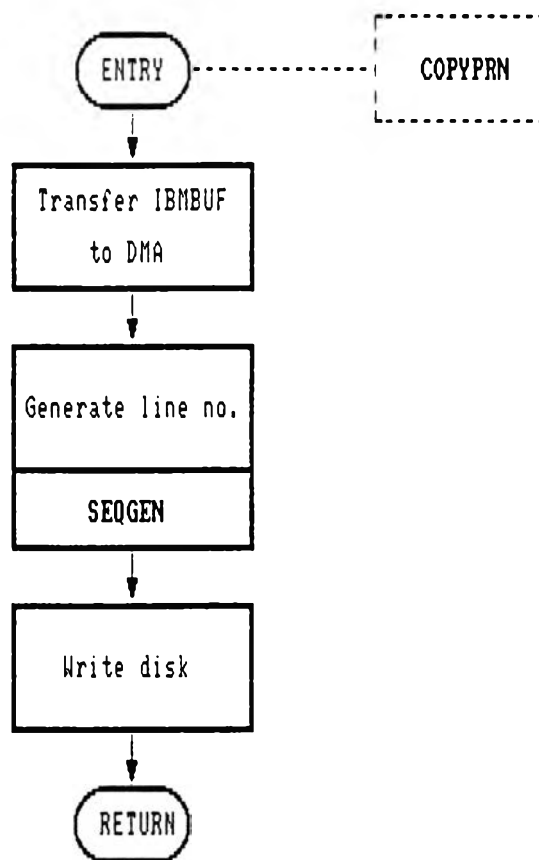 ENTRY
COPYPRN
Transfer IBMBUF
to DMA
Generate line no.
SEQGEN
Write disk
RETURN